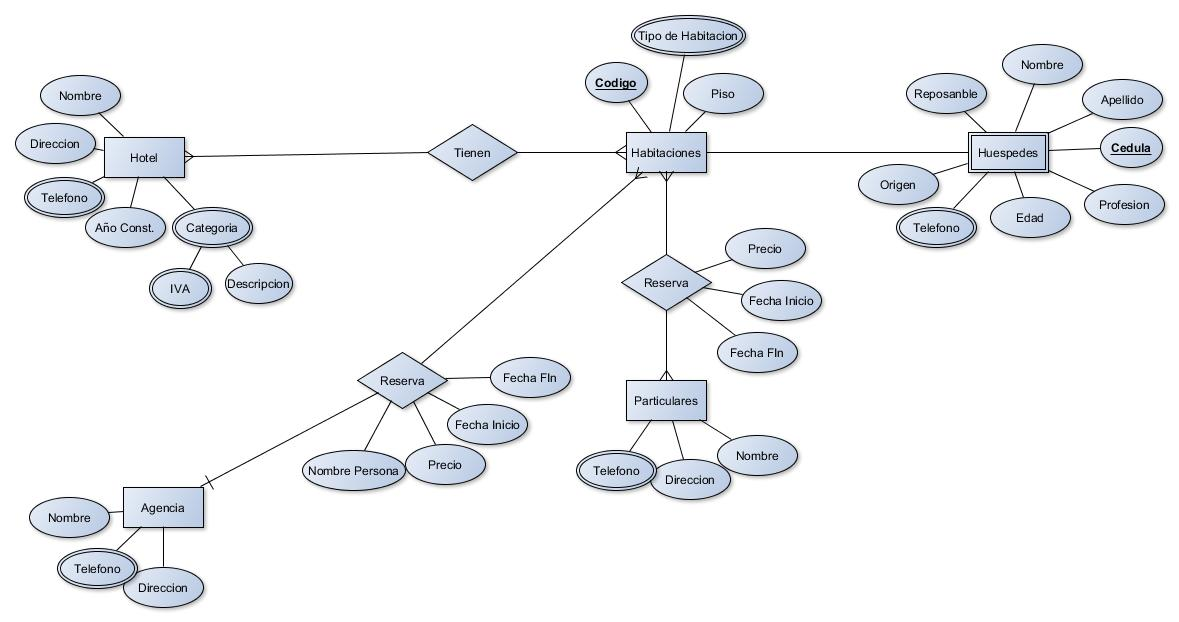 Tipo de Habitacion
Codigo
Piso
Nombre
Reposanble
Apellido
Cedula
Nombre
Direccion
Hotel
Tienen
Habitaciones
Huespedes
Telefono
Año Const.
Categoria
Origen
Telefono
Edad
Profesion
IVA
Descripcion
Reserva
Precio
Fecha Inicio
Fecha FIn
Reserva
Fecha FIn
Fecha Inicio
Nombre Persona
Precio
Particulares
Telefono
Direccion
Nombre
Agencia
Nombre
Telefono
Direccion